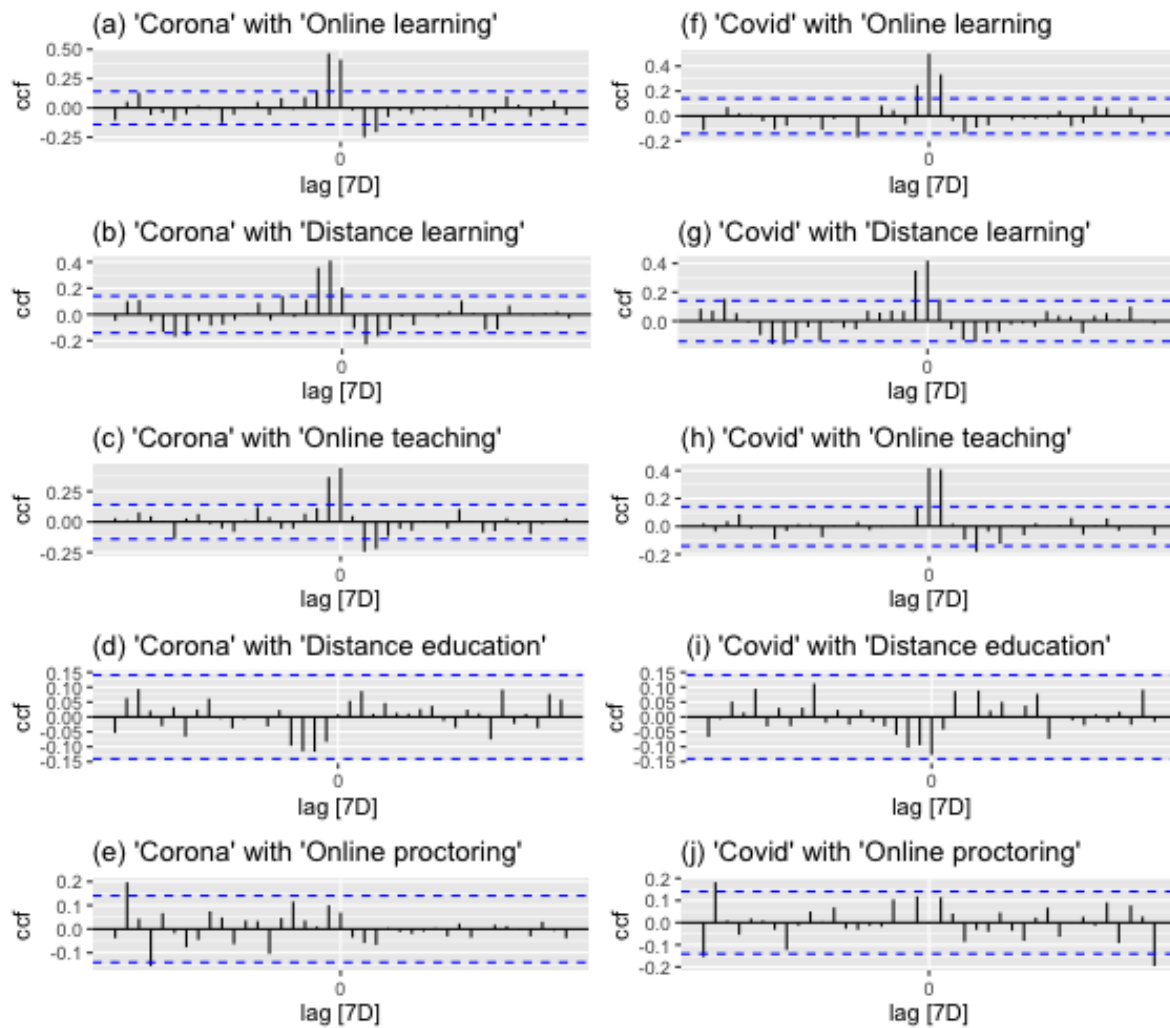 (a) 'Corona' with 'Online learning'
0.50
0.25
0.00
-0.25
ccf
0
lag [7D]
(f) 'Covid' with 'Online learning
0.4
0.2
0.0
-0.2
ccf
0
lag [7D]
(b) 'Corona' with 'Distance learning'
0.4
0.2
0.0
-0.2
ccf
0
lag [7D]
(g) 'Covid' with 'Distance learning'
0.4
0.2
0.0
ccf
0
lag [7D]
(c) 'Corona' with 'Online teaching'
0.25
0.00
-0.25
ccf
0
lag [7D]
(h) 'Covid' with 'Online teaching'
0.4
0.2
0.0
-0.2
ccf
0
lag [7D]
(d) 'Corona' with 'Distance education'
0.15
0.10
0.05
0.00
-0.05
-0.10
-0.15
ccf
0
lag [7D]
(i) 'Covid' with 'Distance education'
0.15
0.10
0.05
0.00
-0.05
-0.10
-0.15
ccf
0
lag [7D]
(e) 'Corona' with 'Online proctoring'
0.2
0.1
0.0
-0.1
ccf
0
lag [7D]
(j) 'Covid' with 'Online proctoring'
0.2
0.1
0.0
-0.1
-0.2
ccf
0
lag [7D]